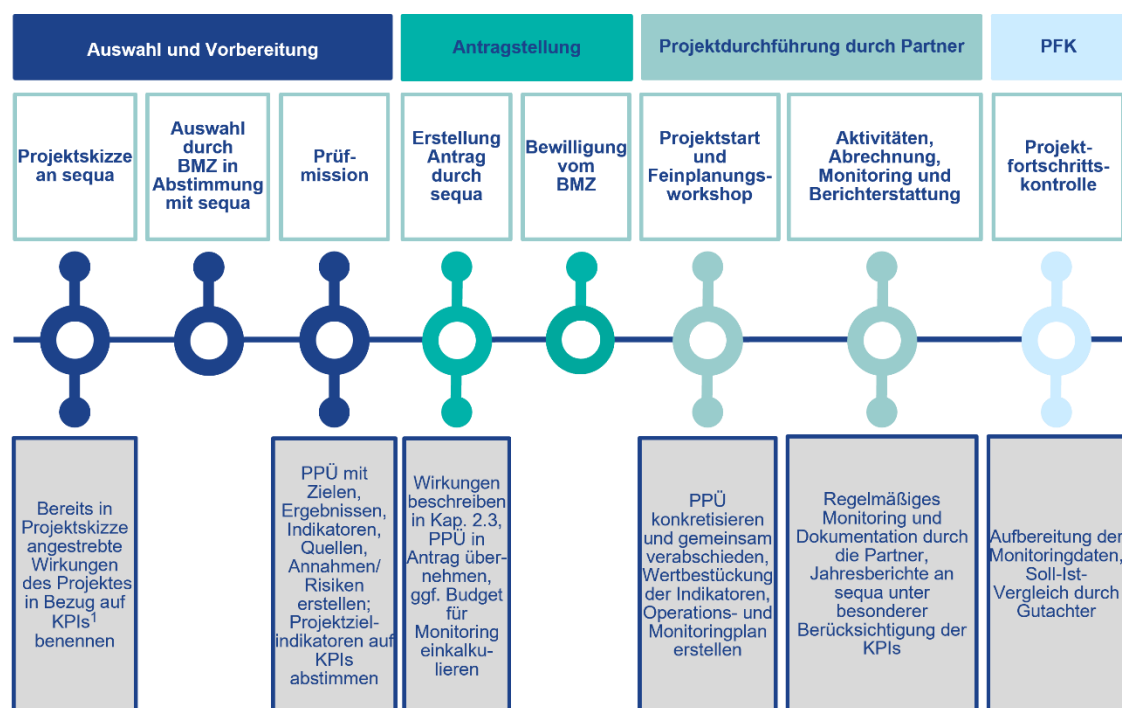 Auswahl und Vorbereitung
Antragstellung
Projektdurchführung durch Partner
PFK
Projektskizze
an sequa
Auswahl
durch
BMZ in
Abstimmung
mit sequa
Prüf-
mission
Erstellung
Antrag
durch
sequa
Bewilligung
vom
BMZ
Projektstart
und
Feinplanungs-
workshop
Aktivitäten,
Abrechnung,
Monitoring und
Berichterstattung
Projekt-
fortschritts-
kontrolle
Bereits in
Projektskizze
angestrebte
Wirkungen
des Projektes
in Bezug auf
KPIs¹
benennen
PPÜ mit
Zielen,
Ergebnissen,
Indikatoren,
Quellen,
Annahmen/
Risiken
erstellen;
Projektziel-
indikatoren auf
KPIs
abstimmen
Wirkungen
beschreiben
in Kap. 2.3,
PPÜ in
Antrag über-
nehmen,
ggf. Budget
für
Monitoring
einkalku-
lieren
PPÜ
konkretisieren
und gemeinsam
verabschieden,
Wertbestückung
der Indikatoren,
Operations- und
Monitoringplan
erstellen
Regelmäßiges
Monitoring und
Dokumentation durch
die Partner,
Jahresberichte an
sequa unter
besonderer
Berücksichtigung der
KPIs
Aufbereitung der
Monitoringdaten,
Soll-Ist-
Vergleich durch
Gutachter